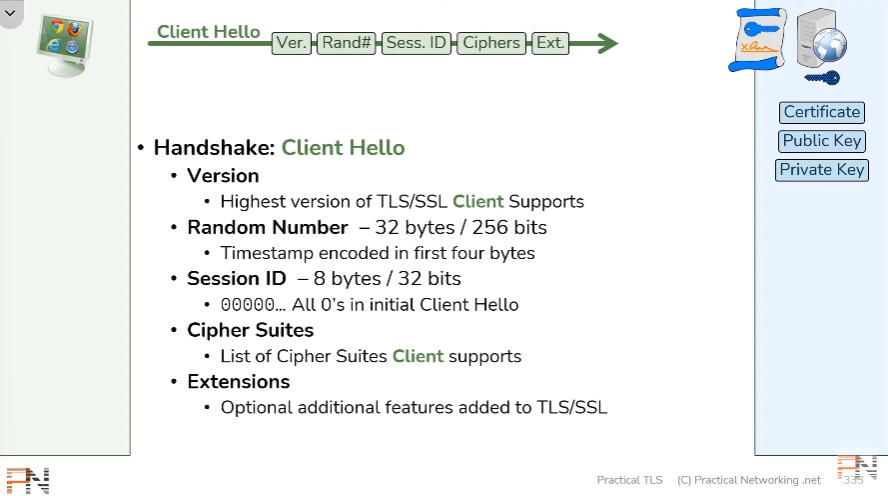 Client Hello
Ver. Rand# Sess. ID Ciphers Ext.
Certificate
Public Key
Private Key
• Handshake: Client Hello
• Version
• Highest version of TLS/SSL Client Supports
• Random Number – 32 bytes / 256 bits
• Timestamp encoded in first four bytes
• Session ID – 8 bytes / 32 bits
• 00000... All 0's in initial Client Hello
• Cipher Suites
• List of Cipher Suites Client supports
• Extensions
• Optional additional features added to TLS/SSL
PN
Practical TLS (C) Practical Networking .net 333
PN